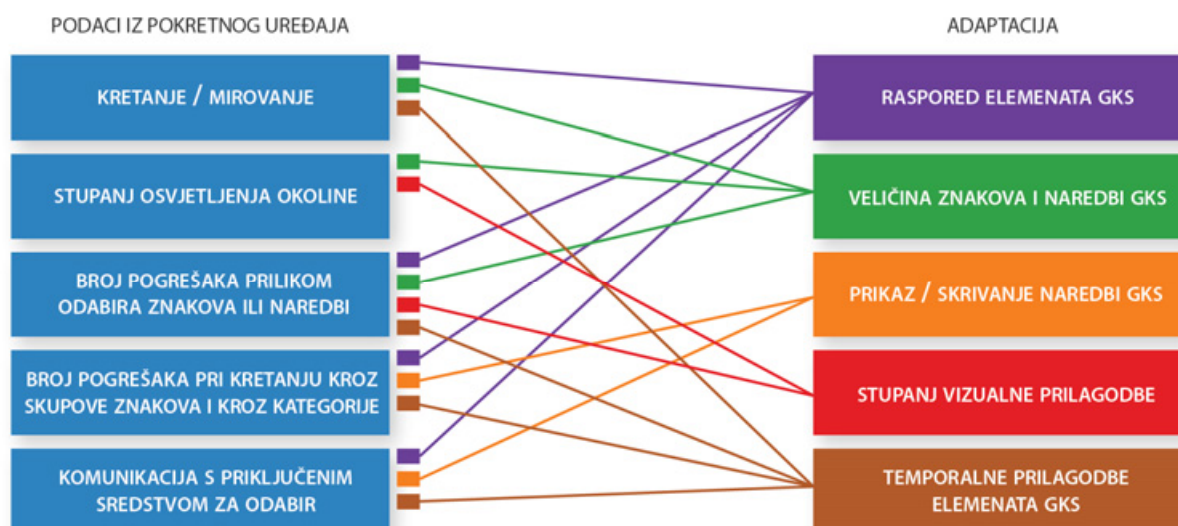 PODACI IZ POKRETNOG UREĐAJA
KRETANJE / MIROVANJE
STUPANJ OSVJETLJENJA OKOLINE
BROJ POGREŠAKA PRILIKOM
ODABIRA ZNAKOVA ILI NAREDBI
BROJ POGREŠAKA PRI KRETANJU KROZ
SKUPOVE ZNAKOVA I KROZ KATEGORIJE
KOMUNIKACIJA S PRIKLJUČENIM
SREDSTVOM ZA ODABIR
ADAPTACIJA
RASPORED ELEMENATA GKS
VELIČINA ZNAKOVA I NAREDBI GKS
PRIKAZ / SKRIVANJE NAREDBI GKS
STUPANJ VIZUALNE PRILAGODBE
TEMPORALNE PRILAGODBE
ELEMENATA GKS